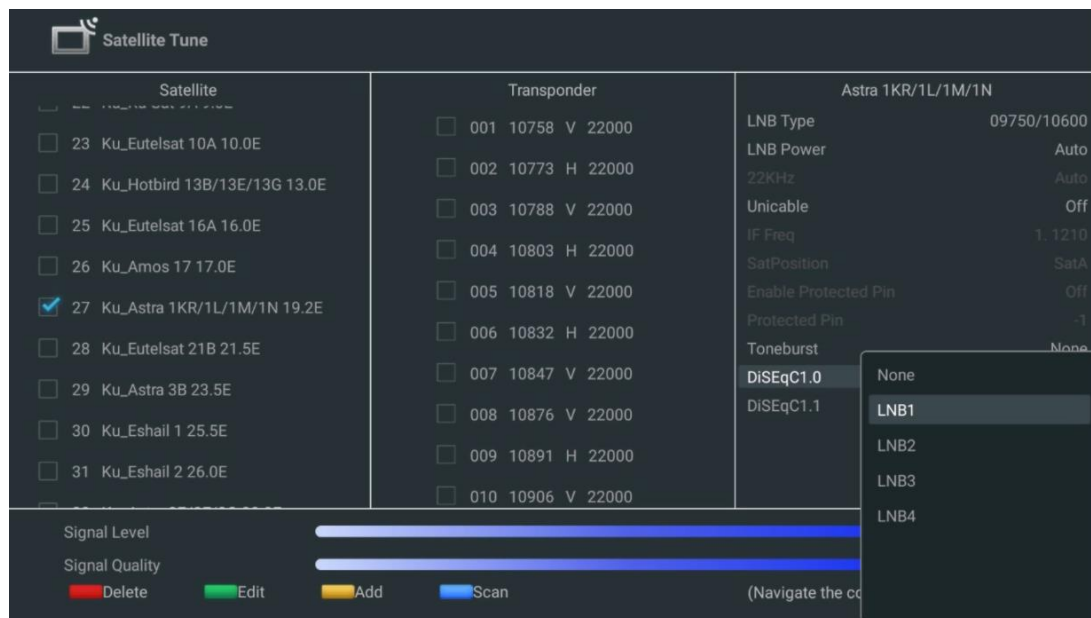 Satellite Tune
Satellite
23 Ku_Eutelsat 10A 10.0E
24 Ku_Hotbird 13B/13E/13G 13.0E
25 Ku_Eutelsat 16A 16.0E
26 Ku_Amos 17 17.0E
27 Ku_Astra 1KR/1L/1M/1N 19.2E
28 Ku_Eutelsat 21B 21.5E
29 Ku_Astra 3B 23.5E
30 Ku_Eshail 1 25.5E
31 Ku_Eshail 2 26.0E
Transponder
001 10758 V 22000
002 10773 H 22000
003 10788 V 22000
004 10803 H 22000
005 10818 V 22000
006 10832 H 22000
007 10847 V 22000
008 10876 V 22000
009 10891 H 22000
010 10906 V 22000
Astra 1KR/1L/1M/1N
LNB Type 09750/10600
LNB Power Auto
22KHz Auto
Unicable Off
IF Freq 1. 1210
SatPosition SatA
Enable Protected Pin Off
Protected Pin -1
Toneburst None
DiSEqC1.0
DiSEqC1.1
None
LNB1
LNB2
LNB3
LNB4
Signal Level
Signal Quality
Delete Edit Add Scan (Navigate the co